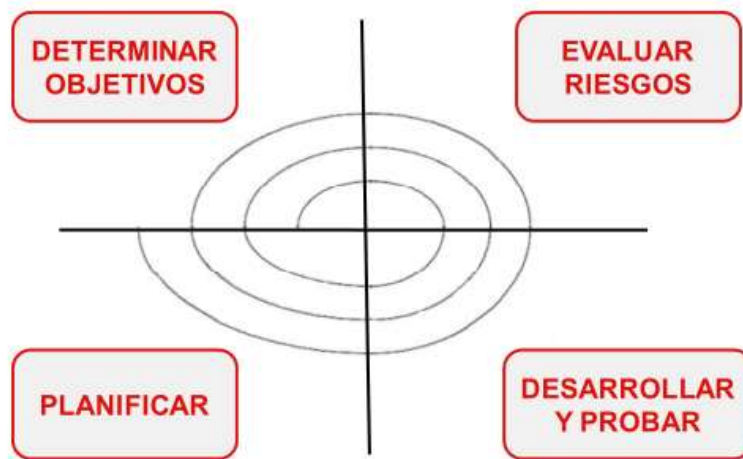 DETERMINAR
OBJETIVOS
EVALUAR
RIESGOS
PLANIFICAR
DESARROLLAR
Y PROBAR